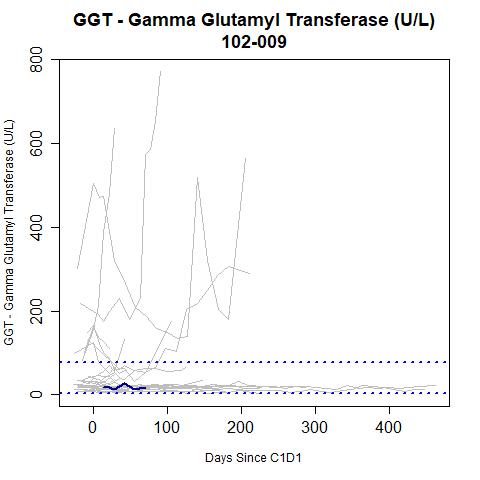 GGT - Gamma Glutamyl Transferase (U/L)
102-009
GGT - Gamma Glutamyl Transferase (U/L)
800
600
400
200
0
0 100 200 300 400
Days Since C1D1